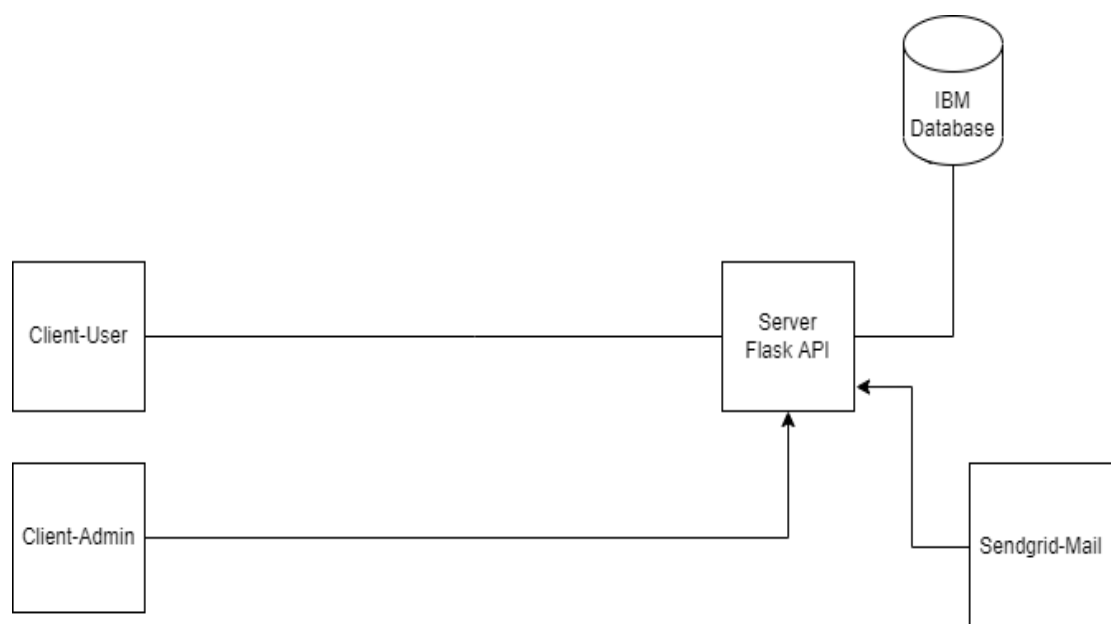 IBM
Database
Client-User
Server
Flask API
Client-Admin
Sendgrid-Mail